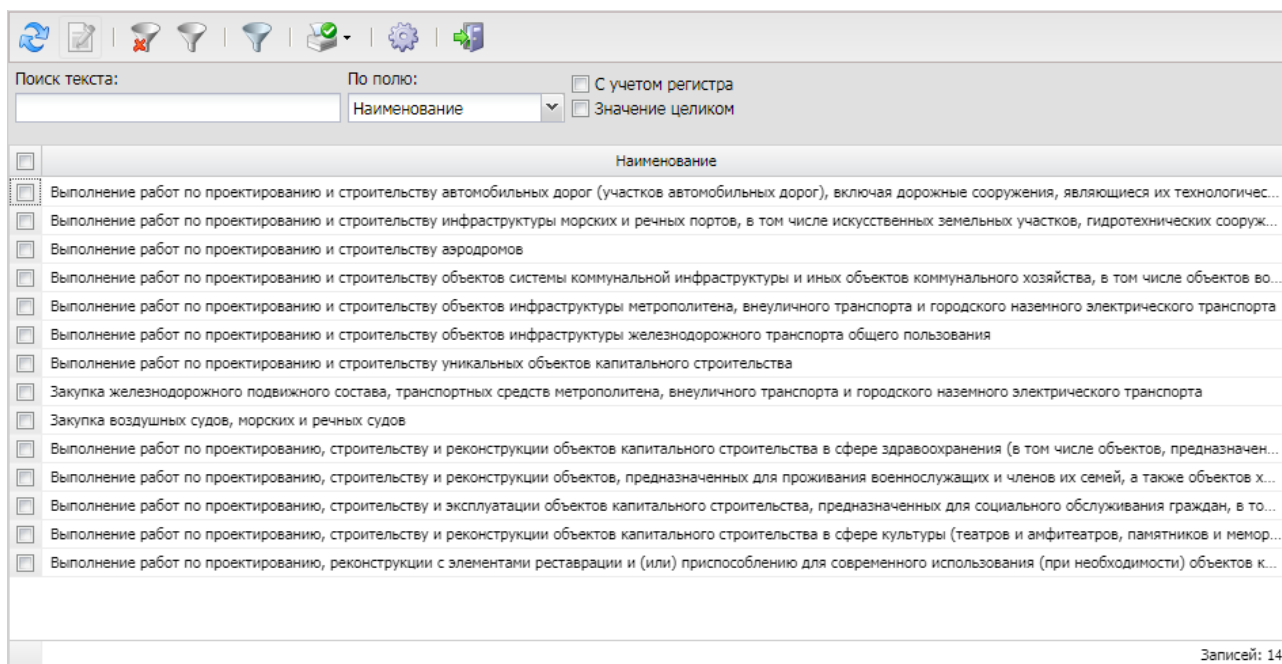 Поиск текста:
По полю:
С учетом регистра
Наименование
Значение целиком
Наименование
Выполнение работ по проектированию и строительству автомобильных дорог (участков автомобильных дорог), включая дорожные сооружения, являющиеся их технологичес...
Выполнение работ по проектированию и строительству инфраструктуры морских и речных портов, в том числе искусственных земельных участков, гидротехнических сооруж...
Выполнение работ по проектированию и строительству аэродромов
Выполнение работ по проектированию и строительству объектов системы коммунальной инфраструктуры и иных объектов коммунального хозяйства, в том числе объектов во...
Выполнение работ по проектированию и строительству объектов инфраструктуры метрополитена, внеуличного транспорта и городского наземного электрического транспорта
Выполнение работ по проектированию и строительству объектов инфраструктуры железнодорожного транспорта общего пользования
Выполнение работ по проектированию и строительству уникальных объектов капитального строительства
Закупка железнодорожного подвижного состава, транспортных средств метрополитена, внеуличного транспорта и городского наземного электрического транспорта
Закупка воздушных судов, морских и речных судов
Выполнение работ по проектированию, строительству и реконструкции объектов капитального строительства в сфере здравоохранения (в том числе объектов, предназначен...
Выполнение работ по проектированию, строительству и реконструкции объектов, предназначенных для проживания военнослужащих и членов их семей, а также объектов х...
Выполнение работ по проектированию, строительству и эксплуатации объектов капитального строительства, предназначенных для социального обслуживания граждан, в то...
Выполнение работ по проектированию, строительству и реконструкции объектов капитального строительства в сфере культуры (театров и амфитеатров, памятников и мемор...
Выполнение работ по проектированию, реконструкции с элементами реставрации и (или) приспособлению для современного использования (при необходимости) объектов к...
Записей: 14